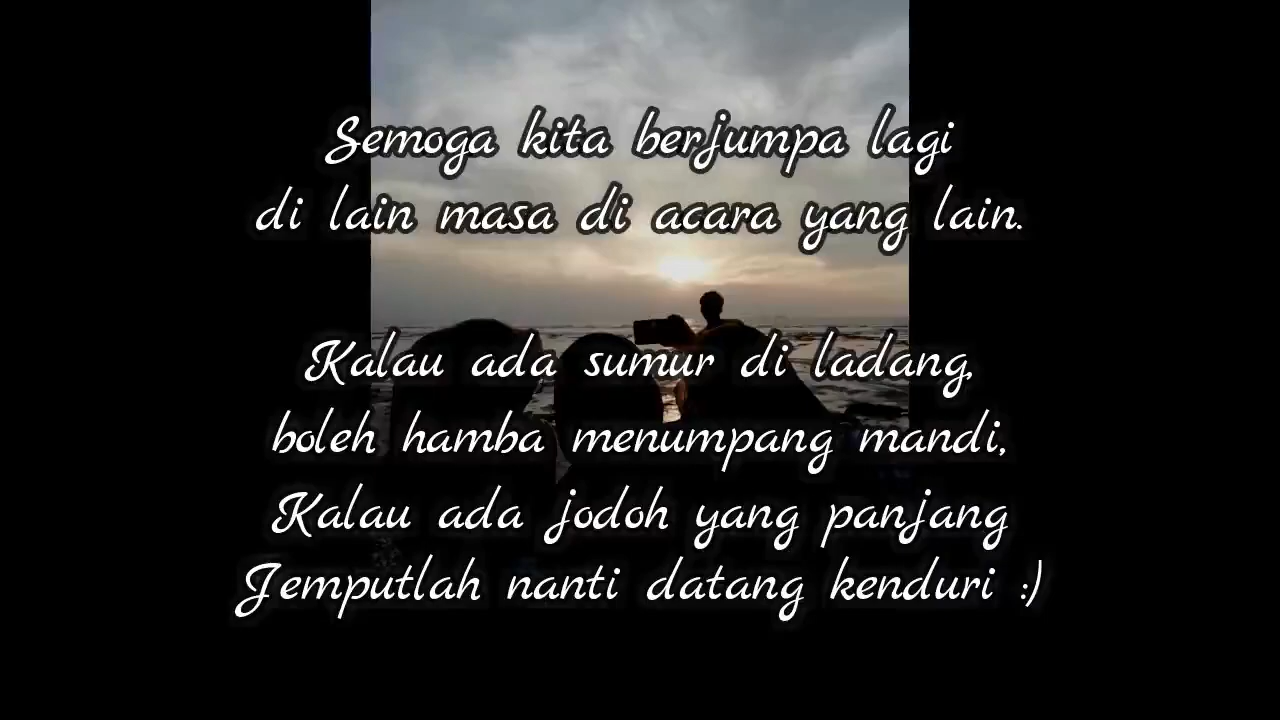 Semoga kita berjumpa lagi
di lain masa di acara yang lain.
Kalau ada sumur di ladang,
boleh hamba menumpang mandi,
Kalau ada jodoh yang panjang
Jemputlah nanti datang kenduri :)